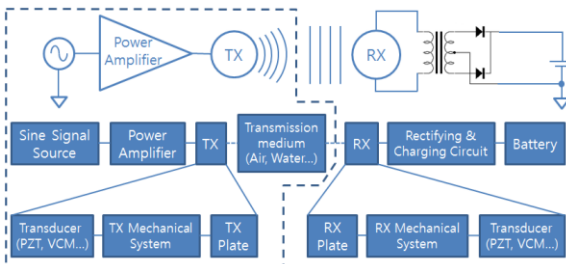 Power
Amplifier
TX
RX
Sine Signal
Source
Power
Amplifier
TX
Transmission
medium
(Air, Water...)
RX
Rectifying &
Charging Circuit
Battery
Transducer
(PZT, VCM...)
TX Mechanical
System
TX
Plate
RX
Plate
RX Mechanical
System
Transducer
(PZT, VCM...)